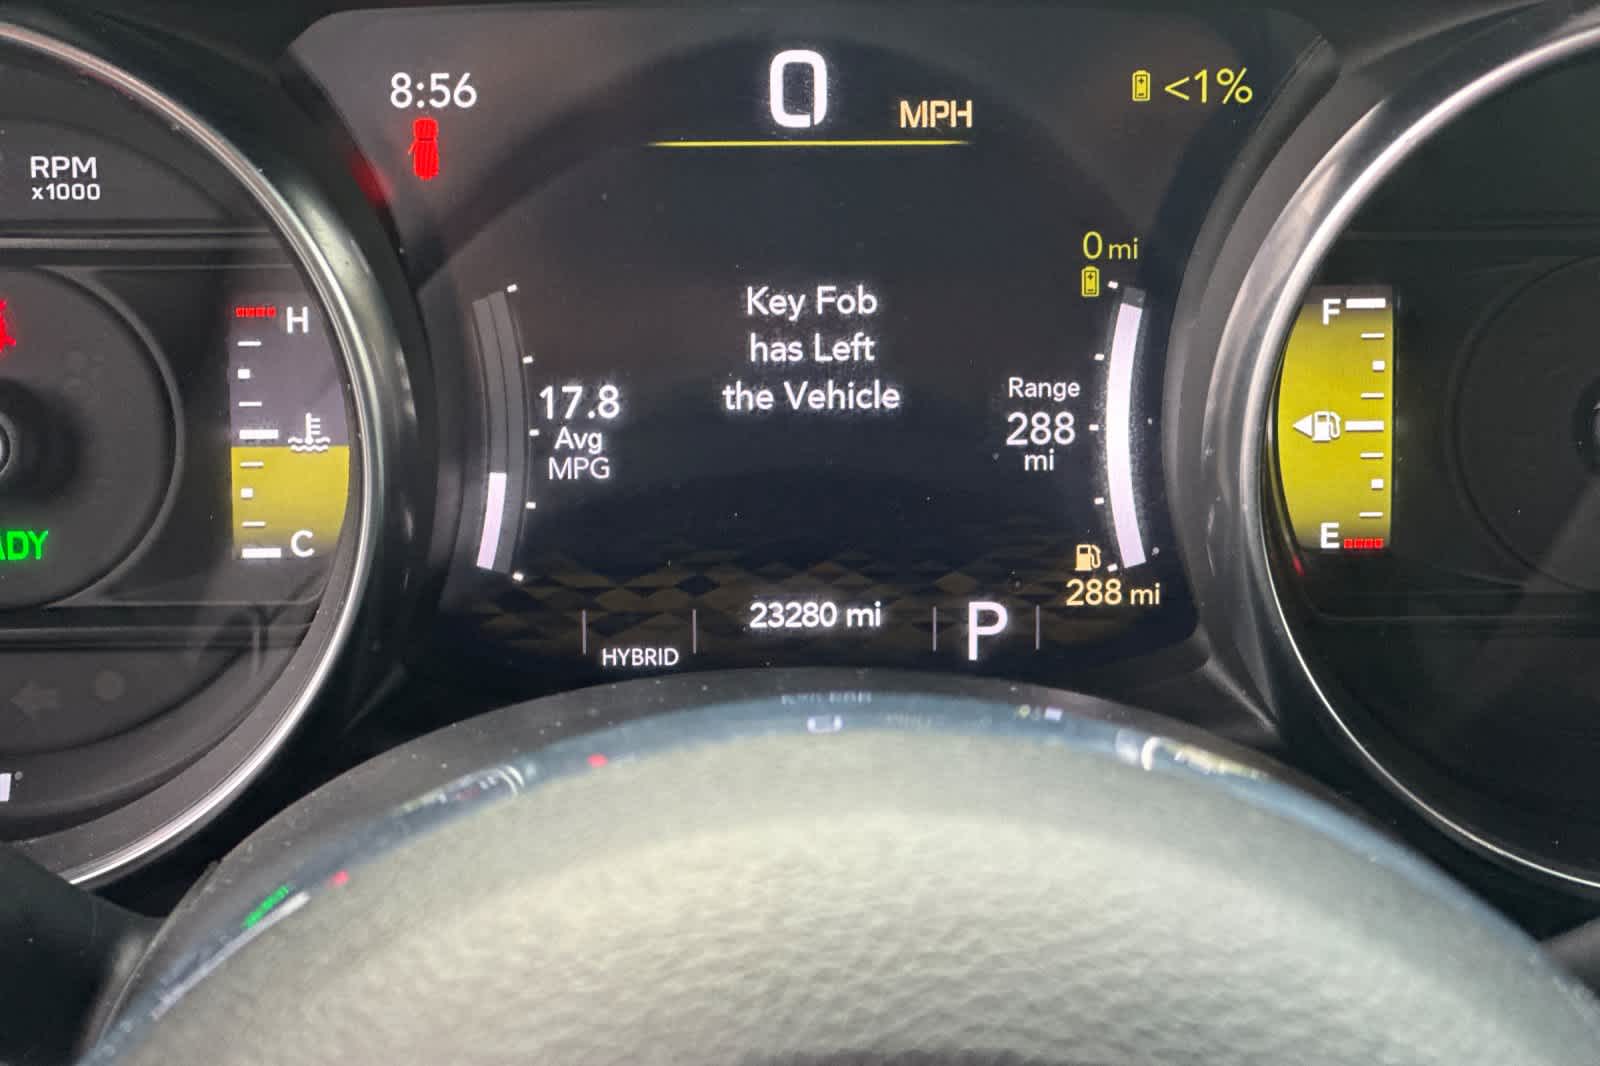 8:56
0 MPH
<1%
RPM
x1000
0 mi
H
F
Key Fob
has Left
the Vehicle
17.8
Avg
MPG
Range
288
mi
C
E
ADY
288 mi
23280 mi
P
HYBRID